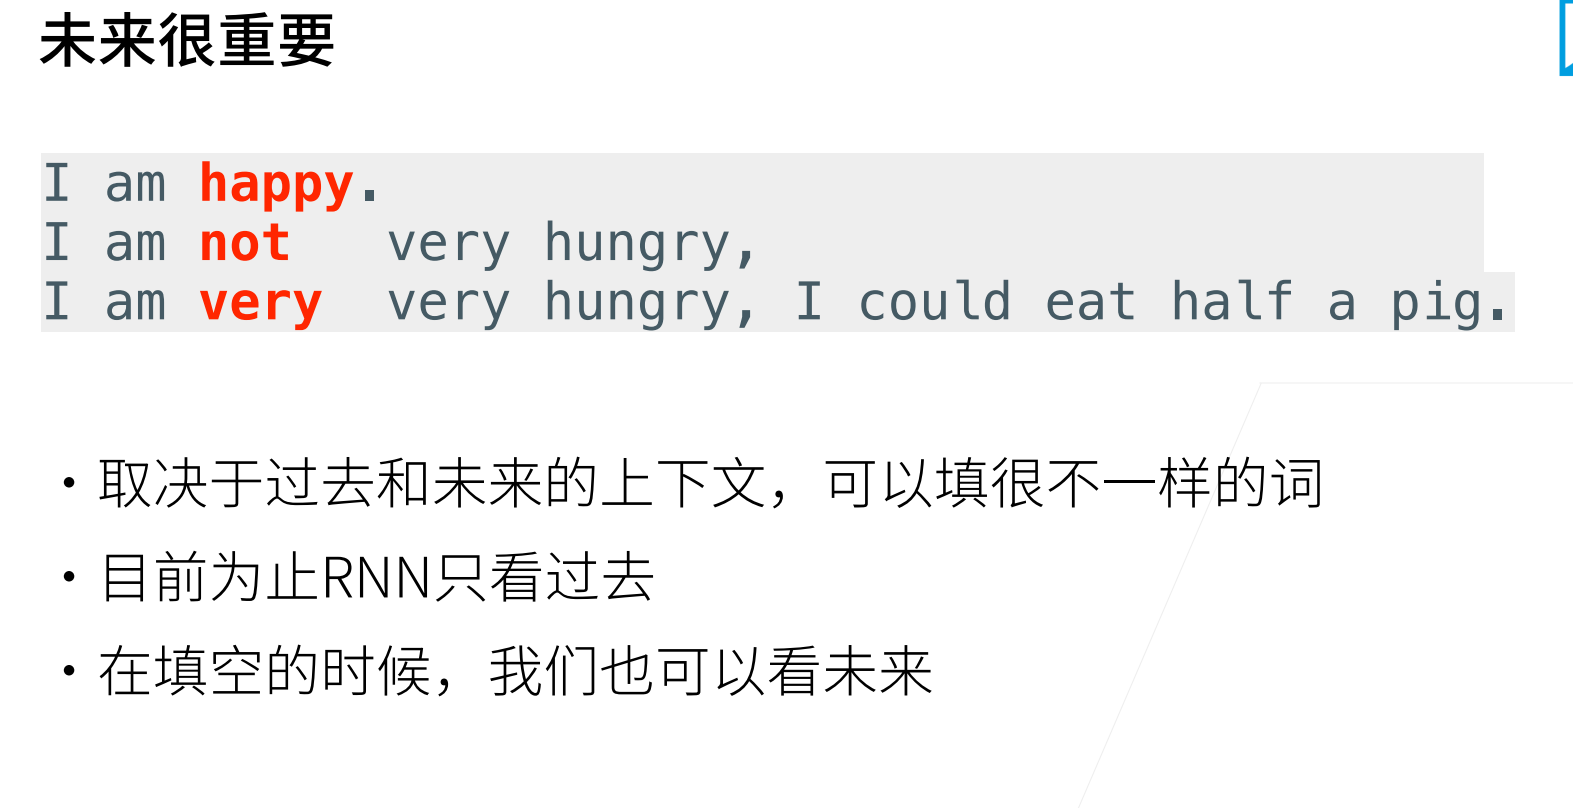 未来很重要
I am happy.
I am not very hungry,
I am very very hungry, I could eat half a pig.
• 取决于过去和未来的上下文，可以填很不一样的词
• 目前为止RNN只看过去
• 在填空的时候，我们也可以看未来